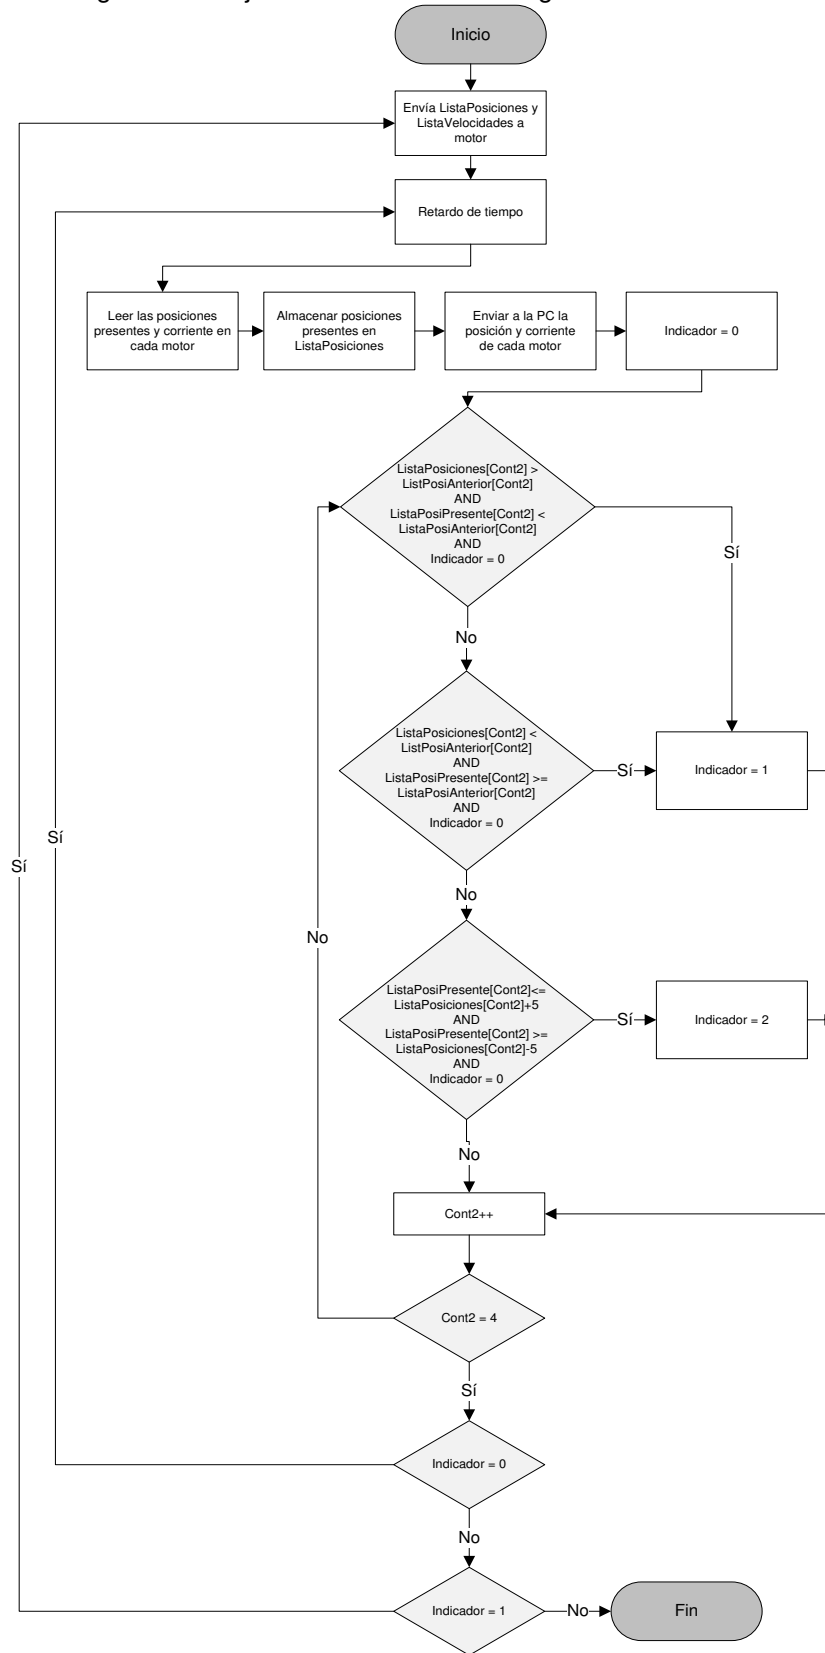 Inicio
Envía ListaPosiciones y
ListaVelocidades a
motor
Retardo de tiempo
Leer las posiciones
presentes y corriente en
cada motor
Almacenar posiciones
presentes en
ListaPosiciones
Enviar a la PC la
posición y corriente
de cada motor
Indicador = 0
ListaPosiciones[Cont2] >
ListPosiAnterior[Cont2]
AND
ListaPosiPresente[Cont2] <
ListaPosiAnterior[Cont2]
AND
Indicador = 0
Sí
No
ListaPosiciones[Cont2] <
ListPosiAnterior[Cont2]
AND
ListaPosiPresente[Cont2] >=
ListaPosiAnterior[Cont2]
AND
Indicador = 0
Sí
Indicador = 1
Sí
Sí
No
No
ListaPosiPresente[Cont2]<=
ListaPosiciones[Cont2]+5
AND
ListaPosiPresente[Cont2] >=
ListaPosiciones[Cont2]-5
AND
Indicador = 0
Sí
Indicador = 2
No
Cont2++
Cont2 = 4
Sí
Indicador = 0
No
Indicador = 1
No
Fin